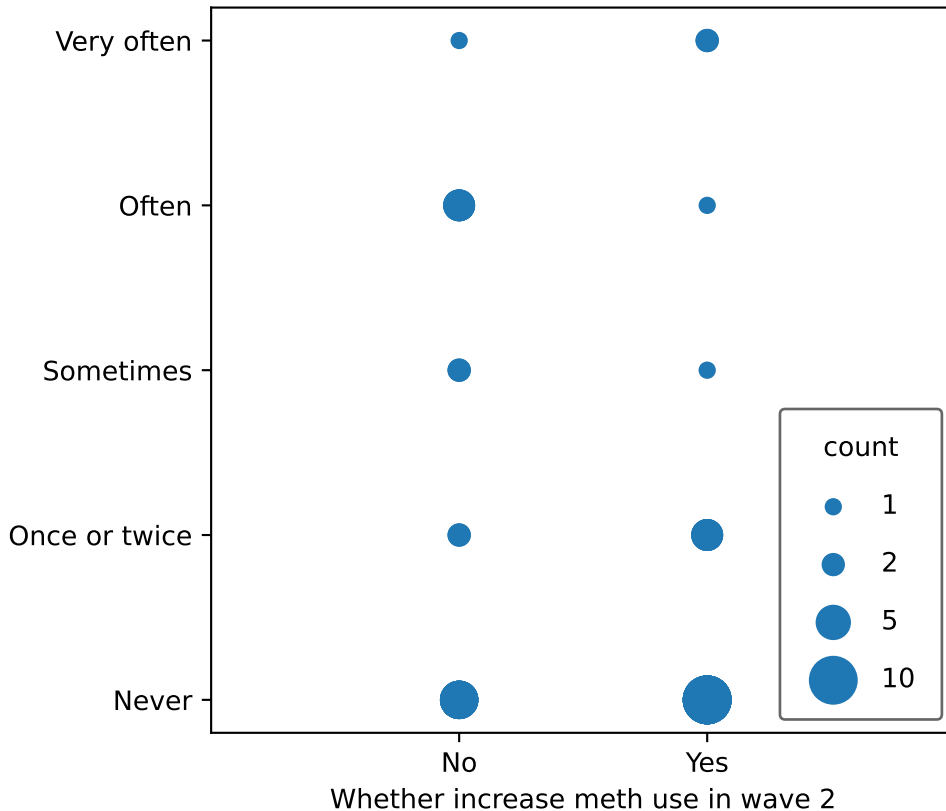 Very often
Often
Sometimes
Once or twice
Never
count
1
2
5
10
No
Yes
Whether increase meth use in wave 2